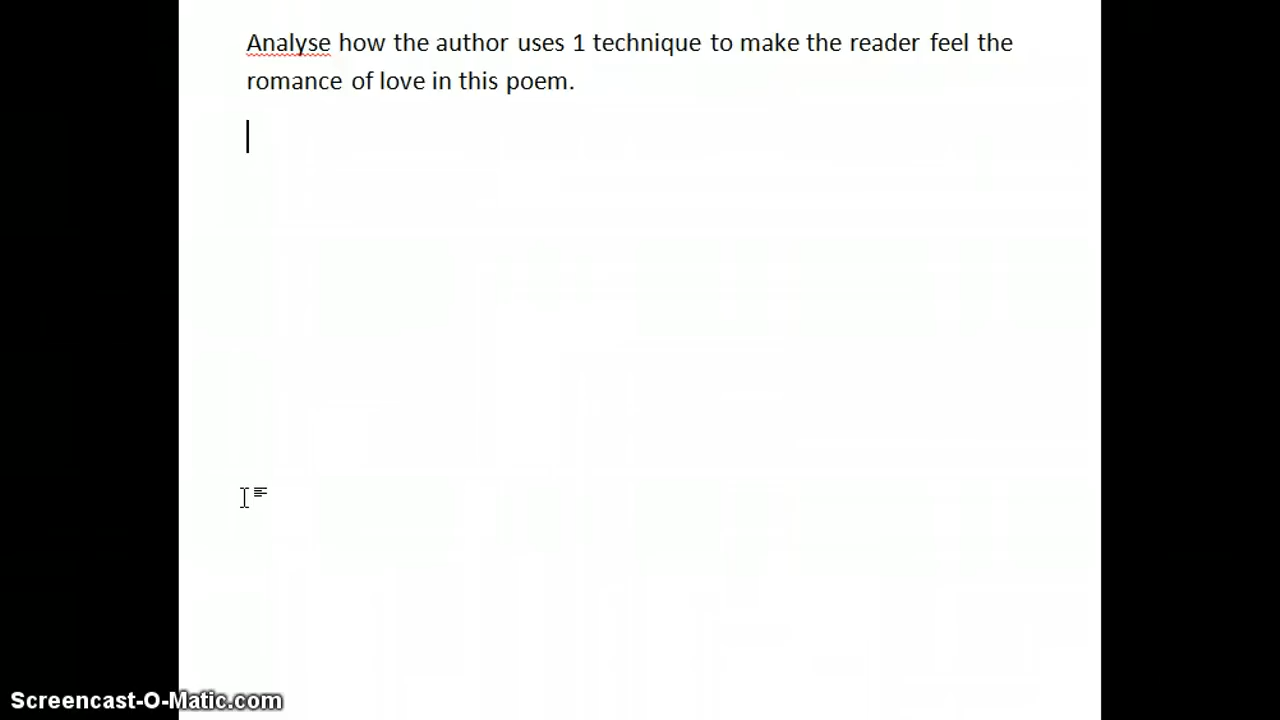 Analyse how the author uses 1 technique to make the reader feel the
romance of love in this poem.
Screencast-O-Matic.com